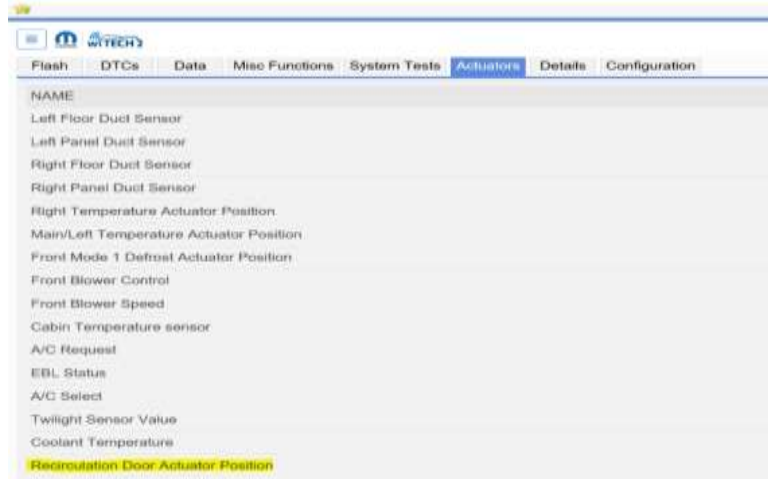 WITECH 2
Flash DTCs Data Misc Functions System Tests Actuators Details Configuration
NAME
Left Floor Duct Sensor
Left Panel Duct Sensor
Right Floor Duct Sensor
Right Panel Duct Sensor
Right Temperature Actuator Position
Main/Left Temperature Actuator Position
Front Mode 1 Defrost Actuator Position
Front Blower Control
Front Blower Speed
Cabin Temperature sensor
A/C Request
EBL Status
A/C Select
Twilight Sensor Value
Coolant Temperature
Recirculation Door Actuator Position